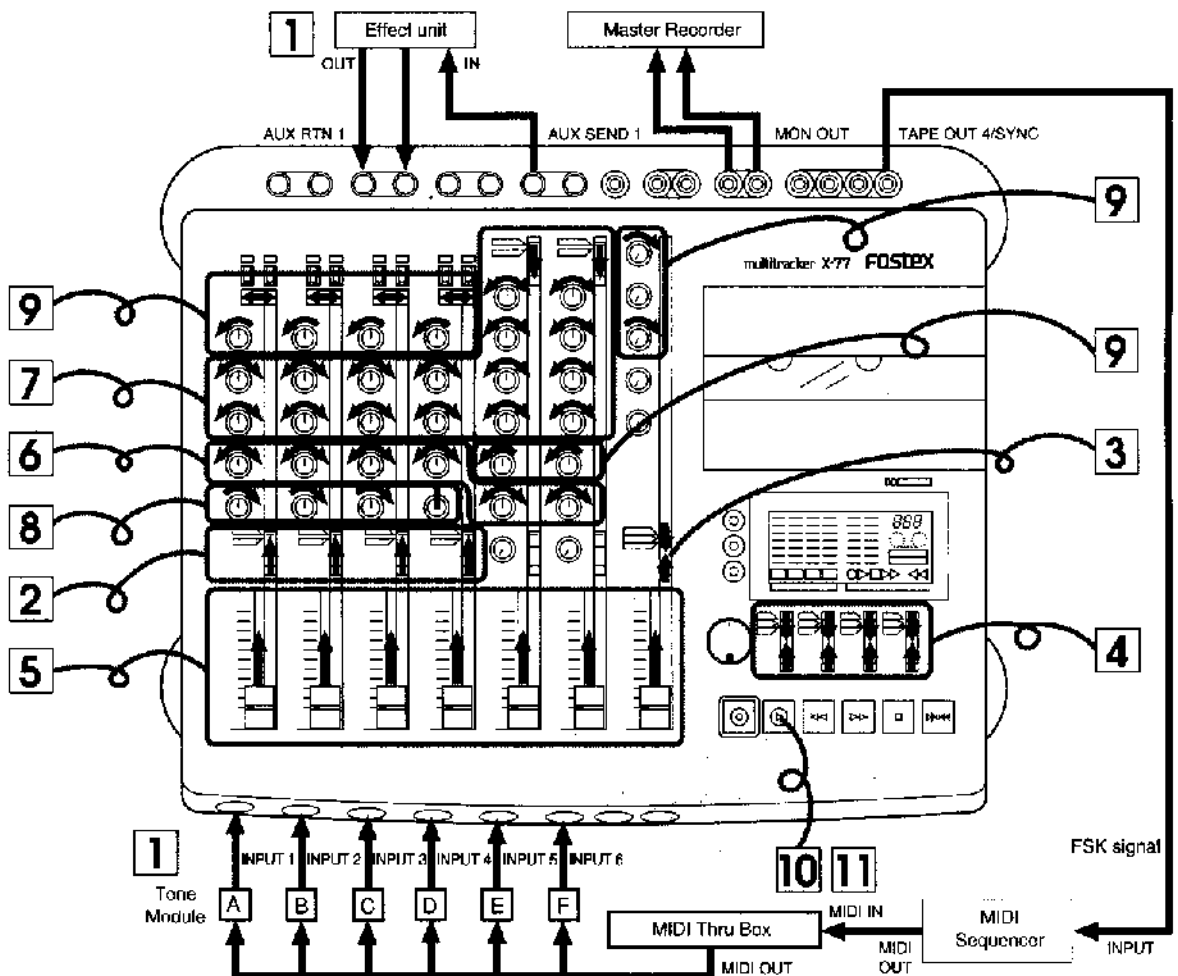 1
Effect unit
Master Recorder
OUT
IN
AUX RTN 1
AUX SEND 1
MON OUT
TAPE OUT 4/SYNC
9
multitracker X-77 FOSTEX
9
9
7
6
3
8
888
2
5
4
10 11
1
INPUT 1
INPUT 2
INPUT 3
INPUT 4
INPUT 5
INPUT 6
FSK signal
Tone
Module
A
B
C
D
E
F
MIDI Thru Box
MIDI IN
MIDI
OUT
MIDI
Sequencer
INPUT
MIDI OUT